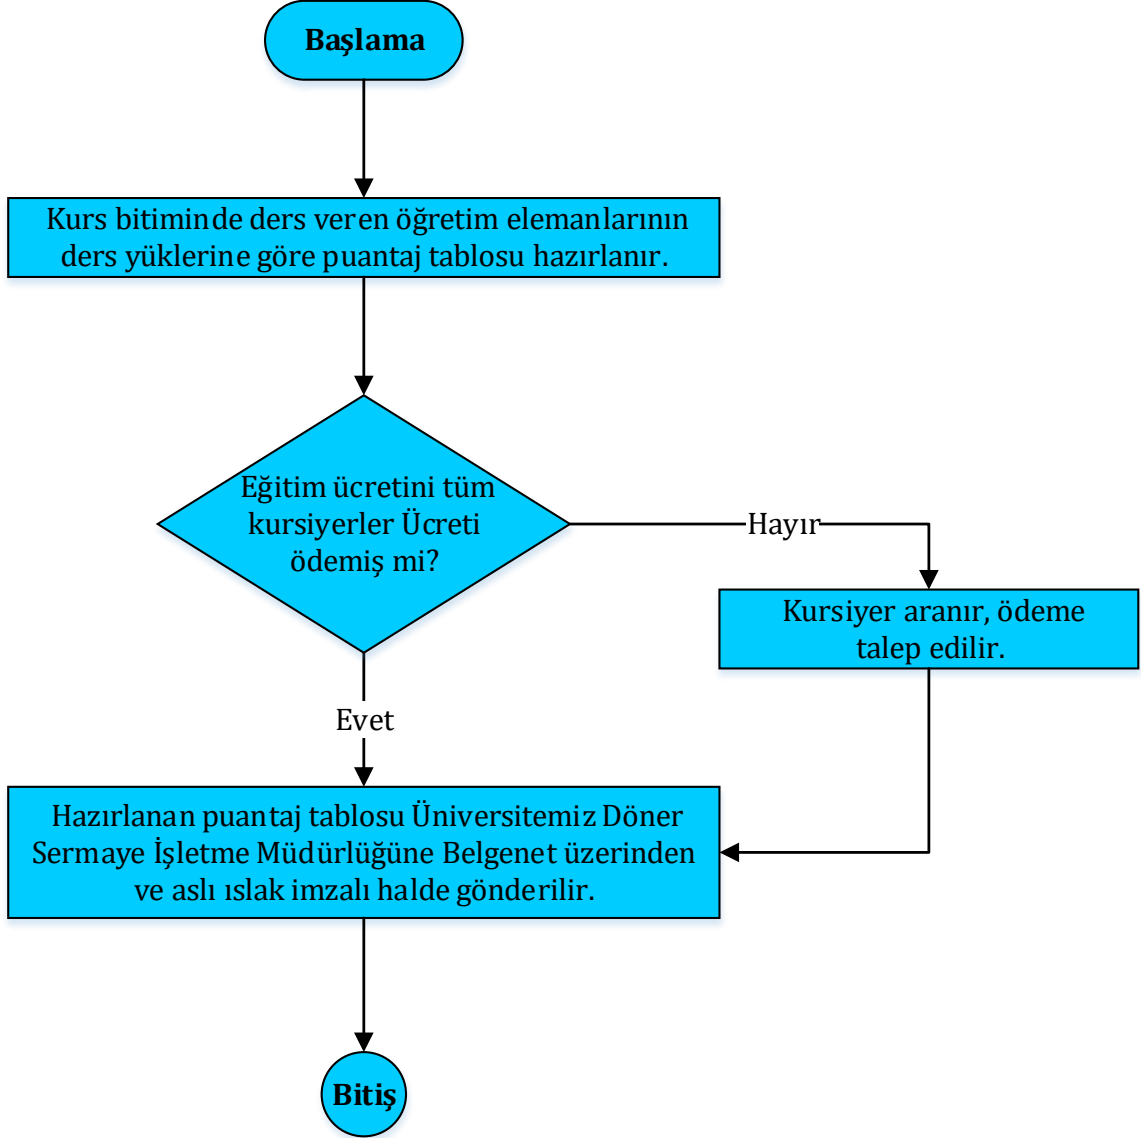 Başlama
Kurs bitiminde ders veren öğretim elemanlarının
ders yüklerine göre puantaj tablosu hazırlanır.
Eğitim ücretini tüm
kursiyerler Ücreti
ödemiş mi?
Hayır
Kursiyer aranır, ödeme
talep edilir.
Evet
Hazırlanan puantaj tablosu Üniversitemiz Döner
Sermaye İşletme Müdürlüğüne Belgenet üzerinden
ve aslı ıslak imzalı halde gönderilir.
Bitiş